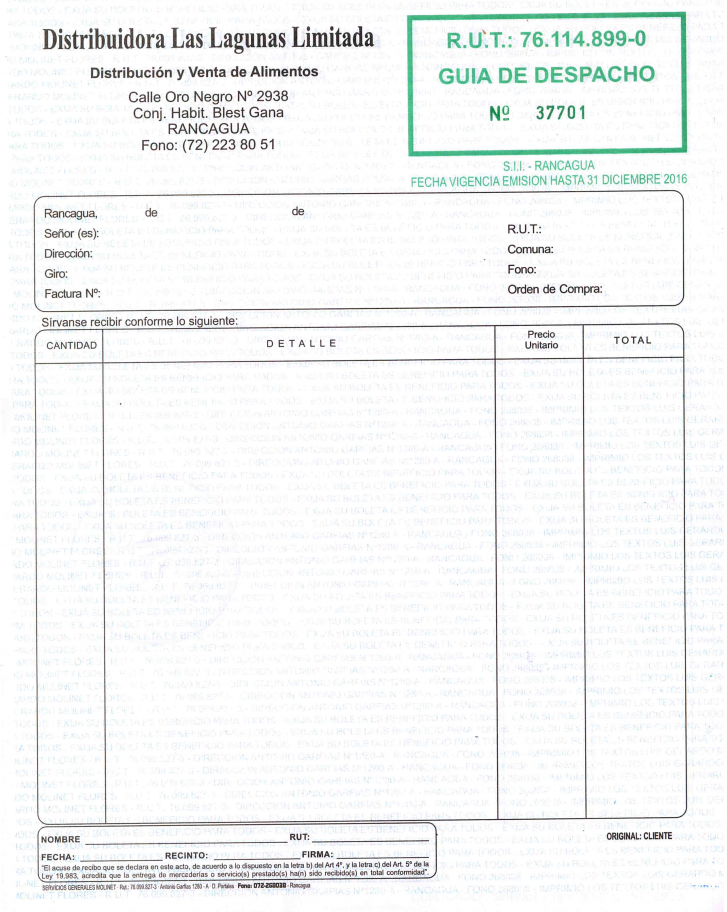 Distribuidora Las Lagunas Limitada
Distribución y Venta de Alimentos
Calle Oro Negro Nº 2938
Conj. Habit. Blest Gana
RANCAGUA
Fono: (72) 223 80 51
R.U.T.: 76.114.899-0
GUIA DE DESPACHO
Nº 37701
S.I.I. - RANCAGUA
FECHA VIGENCIA EMISION HASTA 31 DICIEMBRE 2016
Rancagua, de de
Señor (es):
Dirección:
Giro:
Factura Nº:
R.U.T.:
Comuna:
Fono:
Orden de Compra:
Sirvanse recibir conforme lo siguiente:
CANTIDAD DETALLE Precio Unitario TOTAL
NOMBRE RUT:
FECHA: RECINTO: FIRMA:
"El acuse de recibo que se declara en este acto, de acuerdo a lo dispuesto en la letra b) del Art 4º, y la letra c) del Art. 5º de la
Ley 19.983, acredita que la entrega de mercaderías o servicio(s) prestado(s) ha(n) sido recibido(s) en total conformidad".
SERVICIOS GENERALES MOLINET - Rut.: 76.099.827-3 - Antonio Garfias 1280 - A D. Portales Fono: 072-268038 - Rancagua
ORIGINAL: CLIENTE